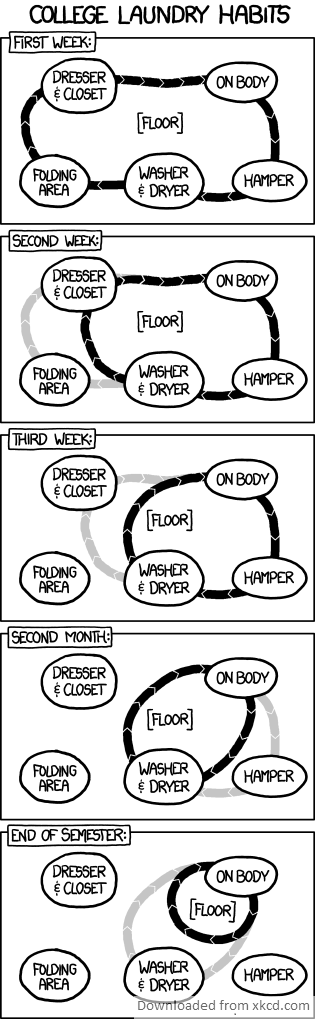 COLLEGE LAUNDRY HABITS
FIRST WEEK:
DRESSER
& CLOSET
ON BODY
[FLOOR]
FOLDING
AREA
WASHER
& DRYER
HAMPER
SECOND WEEK:
DRESSER
& CLOSET
ON BODY
[FLOOR]
FOLDING
AREA
WASHER
& DRYER
HAMPER
THIRD WEEK:
DRESSER
& CLOSET
ON BODY
[FLOOR]
FOLDING
AREA
WASHER
& DRYER
HAMPER
SECOND MONTH:
DRESSER
& CLOSET
ON BODY
[FLOOR]
FOLDING
AREA
WASHER
& DRYER
HAMPER
END OF SEMESTER:
DRESSER
& CLOSET
ON BODY
[FLOOR]
FOLDING
AREA
WASHER
& DRYER
HAMPER
Downloaded from xkcd.com